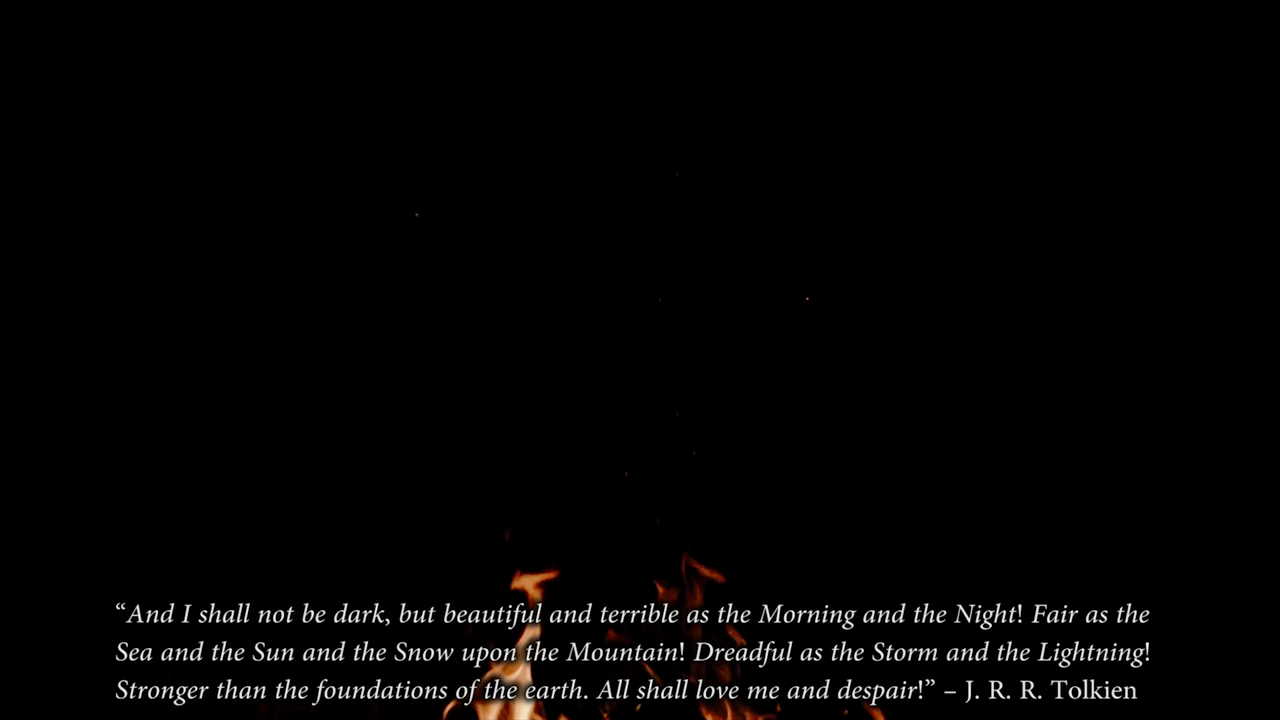 “And I shall not be dark, but beautiful and terrible as the Morning and the Night! Fair as the
Sea and the Sun and the Snow upon the Mountain! Dreadful as the Storm and the Lightning!
Stronger than the foundations of the earth. All shall love me and despair!” – J. R. R. Tolkien